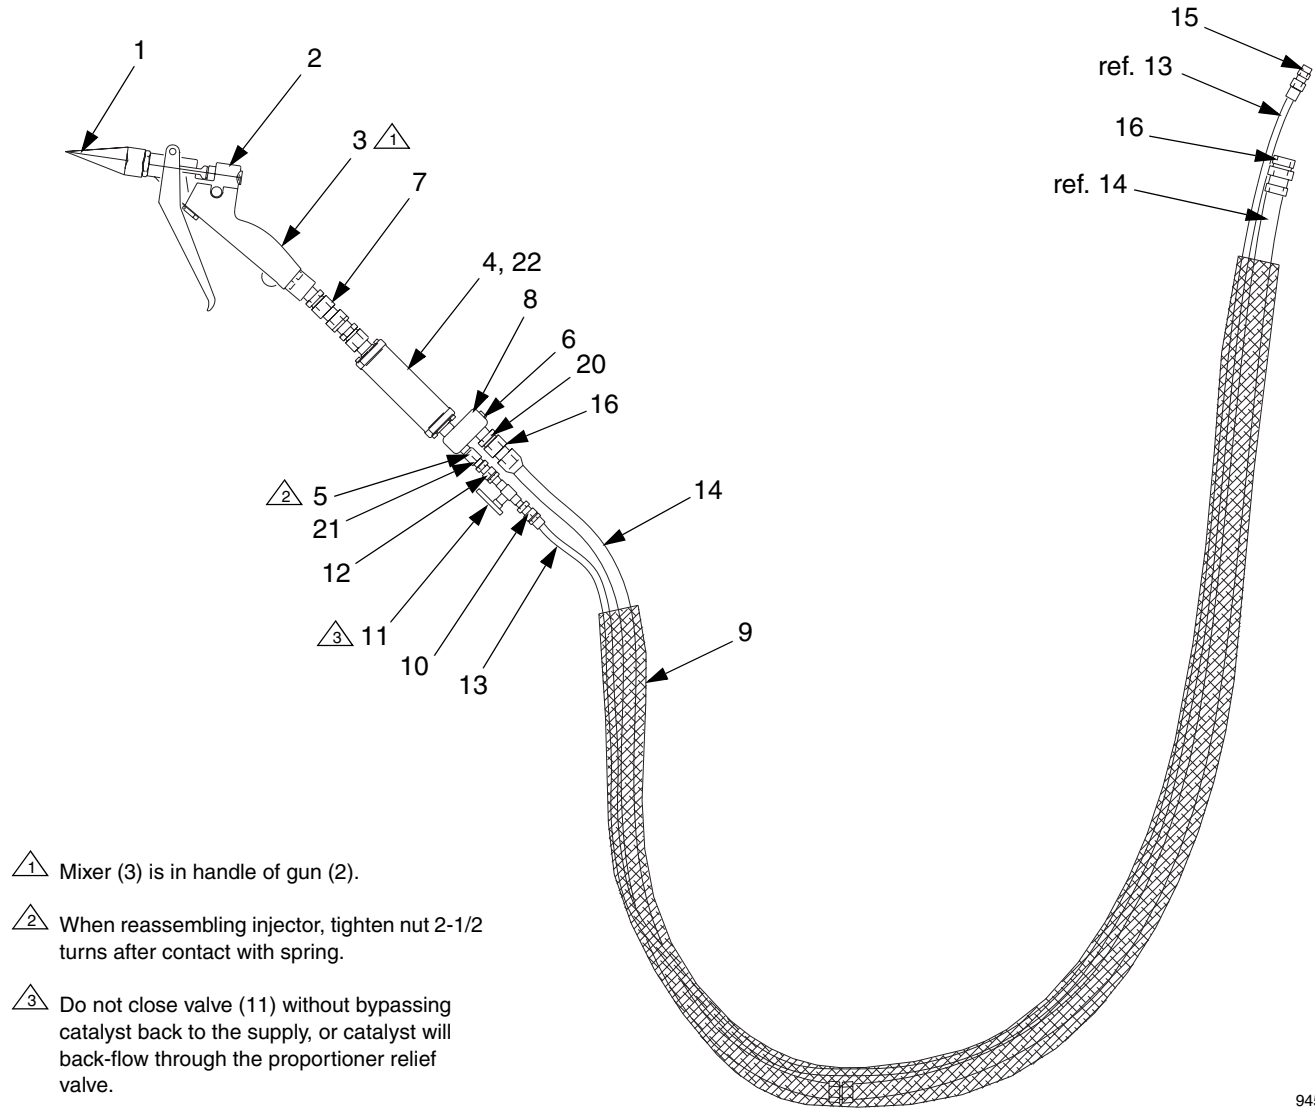 15
ref. 13
1
2
16
3 1
7
ref. 14
4, 22
8
6
20
16
2 5
14
21
12
3 11
9
10
13
1 Mixer (3) is in handle of gun (2).
2 When reassembling injector, tighten nut 2-1/2
turns after contact with spring.
3 Do not close valve (11) without bypassing
catalyst back to the supply, or catalyst will
back-flow through the proportioner relief
valve.